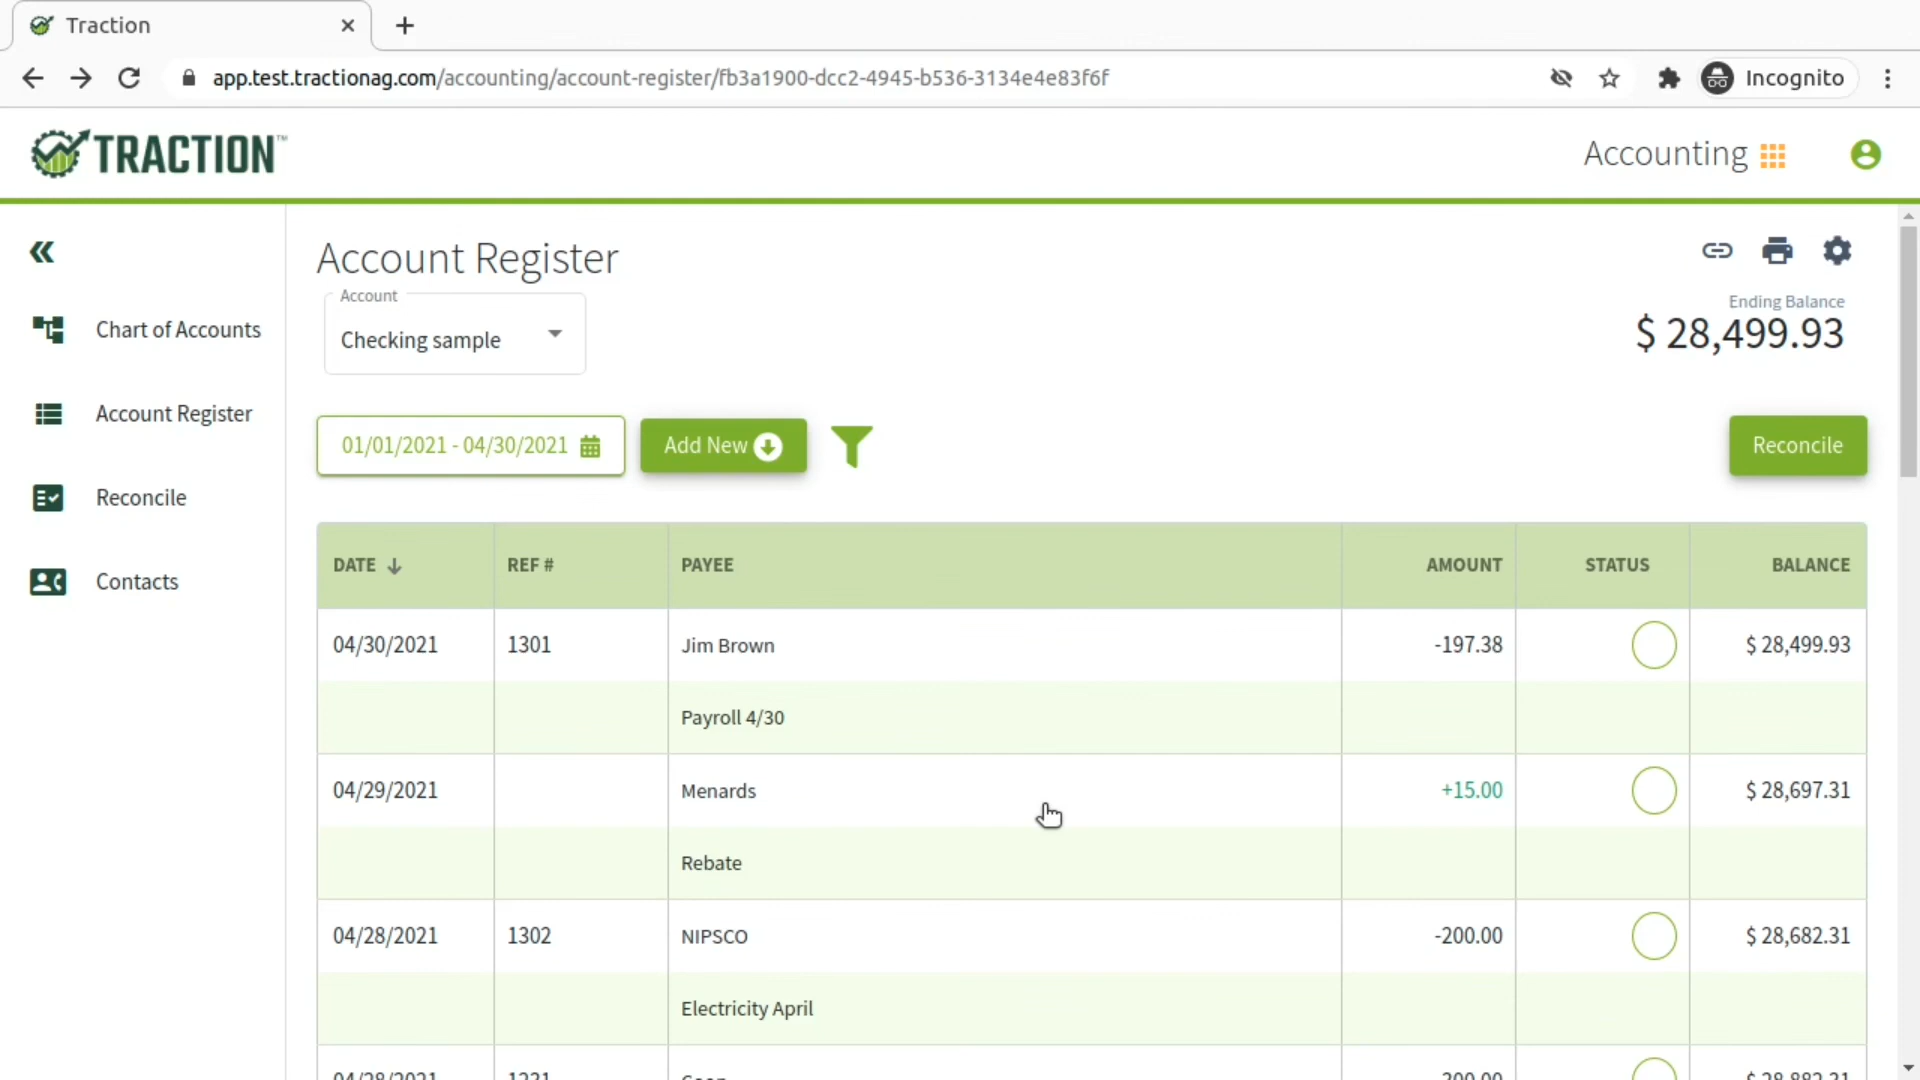 Traction
app.test.tractionag.com/accounting/account-register/fb3a1900-dcc2-4945-b536-3134e4e83f6f
Incognito
TRACTION™
Accounting
Account Register
Account
Checking sample
Ending Balance
$ 28,499.93
Chart of Accounts
Account Register
Reconcile
Contacts
01/01/2021 - 04/30/2021
Add New
Reconcile
DATE REF # PAYEE AMOUNT STATUS BALANCE
04/30/2021 1301 Jim Brown -197.38 $ 28,499.93
Payroll 4/30
04/29/2021 Menards +15.00 $ 28,697.31
Rebate
04/28/2021 1302 NIPSCO -200.00 $ 28,682.31
Electricity April